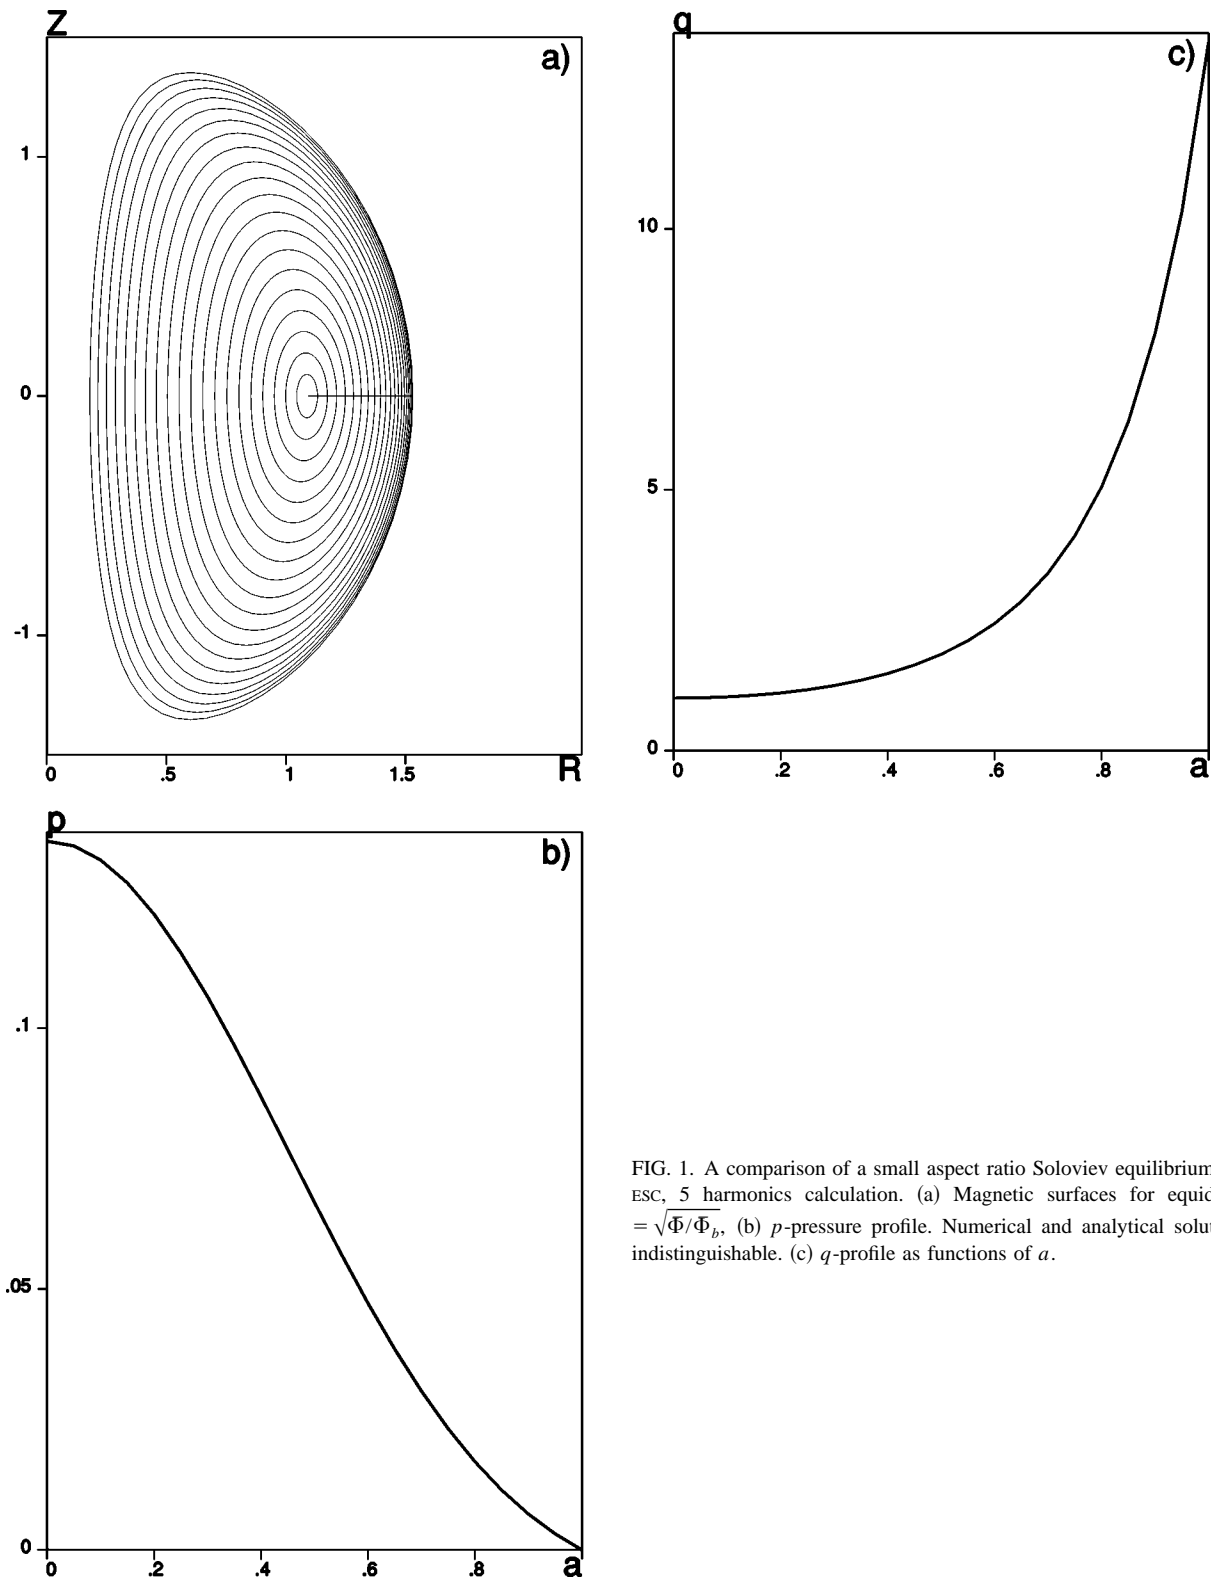 Z
a)
1
0
-1
0
.5
1
1.5
R
q
c)
10
5
0
0
.2
.4
.6
.8
a
p
b)
.1
.05
0
0
.2
.4
.6
.8
a
FIG. 1. A comparison of a small aspect ratio Soloviev equilibrium
ESC, 5 harmonics calculation. (a) Magnetic surfaces for equid
= √Φ̄/Φ̄_b, (b) p-pressure profile. Numerical and analytical solu
indistinguishable. (c) q-profile as functions of a.